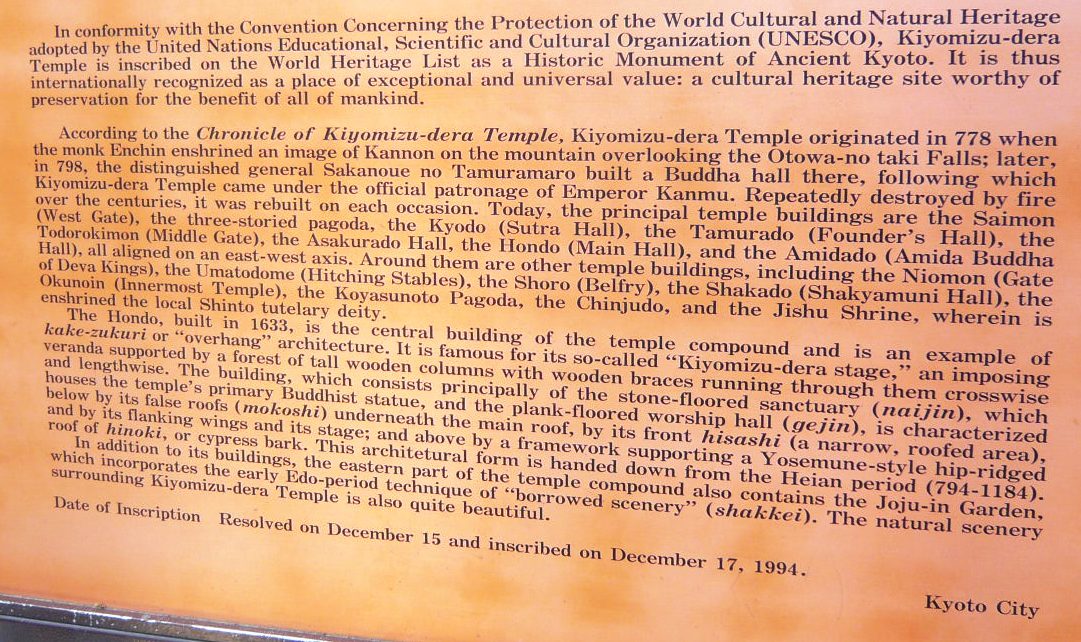 In conformity with the Convention Concerning the Protection of the World Cultural and Natural Heritage
adopted by the United Nations Educational, Scientific and Cultural Organization (UNESCO), Kiyomizu-dera
Temple is inscribed on the World Heritage List as a Historic Monument of Ancient Kyoto. It is thus
internationally recognized as a place of exceptional and universal value: a cultural heritage site worthy of
preservation for the benefit of all of mankind.
According to the Chronicle of Kiyomizu-dera Temple, Kiyomizu-dera Temple originated in 778 when
the monk Enchin enshrined an image of Kannon on the mountain overlooking the Otowa-no taki Falls; later,
in 798, the distinguished general Sakanoue no Tamuramaro built a Buddha hall there, following which
Kiyomizu-dera Temple came under the official patronage of Emperor Kanmu. Repeatedly destroyed by fire
over the centuries, it was rebuilt on each occasion. Today, the principal temple buildings are the Saimon
(West Gate), the three-storied pagoda, the Kyodo (Sutra Hall), the Tamurado (Founder's Hall), the
Todorokimon (Middle Gate), the Asakurado Hall, the Hondo (Main Hall), and the Amidado (Amida Buddha
Hall), all aligned on an east-west axis. Around them are other temple buildings, including the Niomon (Gate
of Deva Kings), the Umatodome (Hitching Stables), the Shoro (Belfry), the Shakado (Shakyamuni Hall), the
Okunoin (Innermost Temple), the Koyasunoto Pagoda, the Chinjudo, and the Jishu Shrine, wherein is
enshrined the local Shinto tutelary deity.
The Hondo, built in 1633, is the central building of the temple compound and is an example of
kake-zukuri or "overhang" architecture. It is famous for its so-called "Kiyomizu-dera stage," an imposing
veranda supported by a forest of tall wooden columns with wooden braces running through them crosswise
and lengthwise. The building, which consists principally of the stone-floored sanctuary (naijin), which
houses the temple's primary Buddhist statue, and the plank-floored worship hall (gejin), is characterized
below by its false roofs (mokoshi) underneath the main roof, by its front hisashi (a narrow, roofed area),
and by its flanking wings and its stage; and above by a framework supporting a Yosemune-style hip-ridged
roof of hinoki, or cypress bark. This architetural form is handed down from the Heian period (794-1184).
In addition to its buildings, the eastern part of the temple compound also contains the Joju-in Garden,
which incorporates the early Edo-period technique of "borrowed scenery" (shakkei). The natural scenery
surrounding Kiyomizu-dera Temple is also quite beautiful.
Date of Inscription Resolved on December 15 and inscribed on December 17, 1994.
Kyoto City